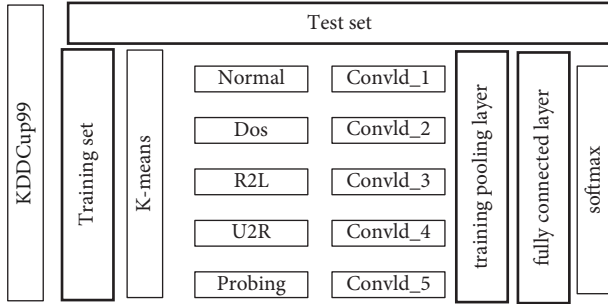 Test set
KDDCup99
Training set
K-means
Normal
Convld_1
Dos
Convld_2
R2L
Convld_3
U2R
Convld_4
Probing
Convld_5
training pooling layer
fully connected layer
softmax